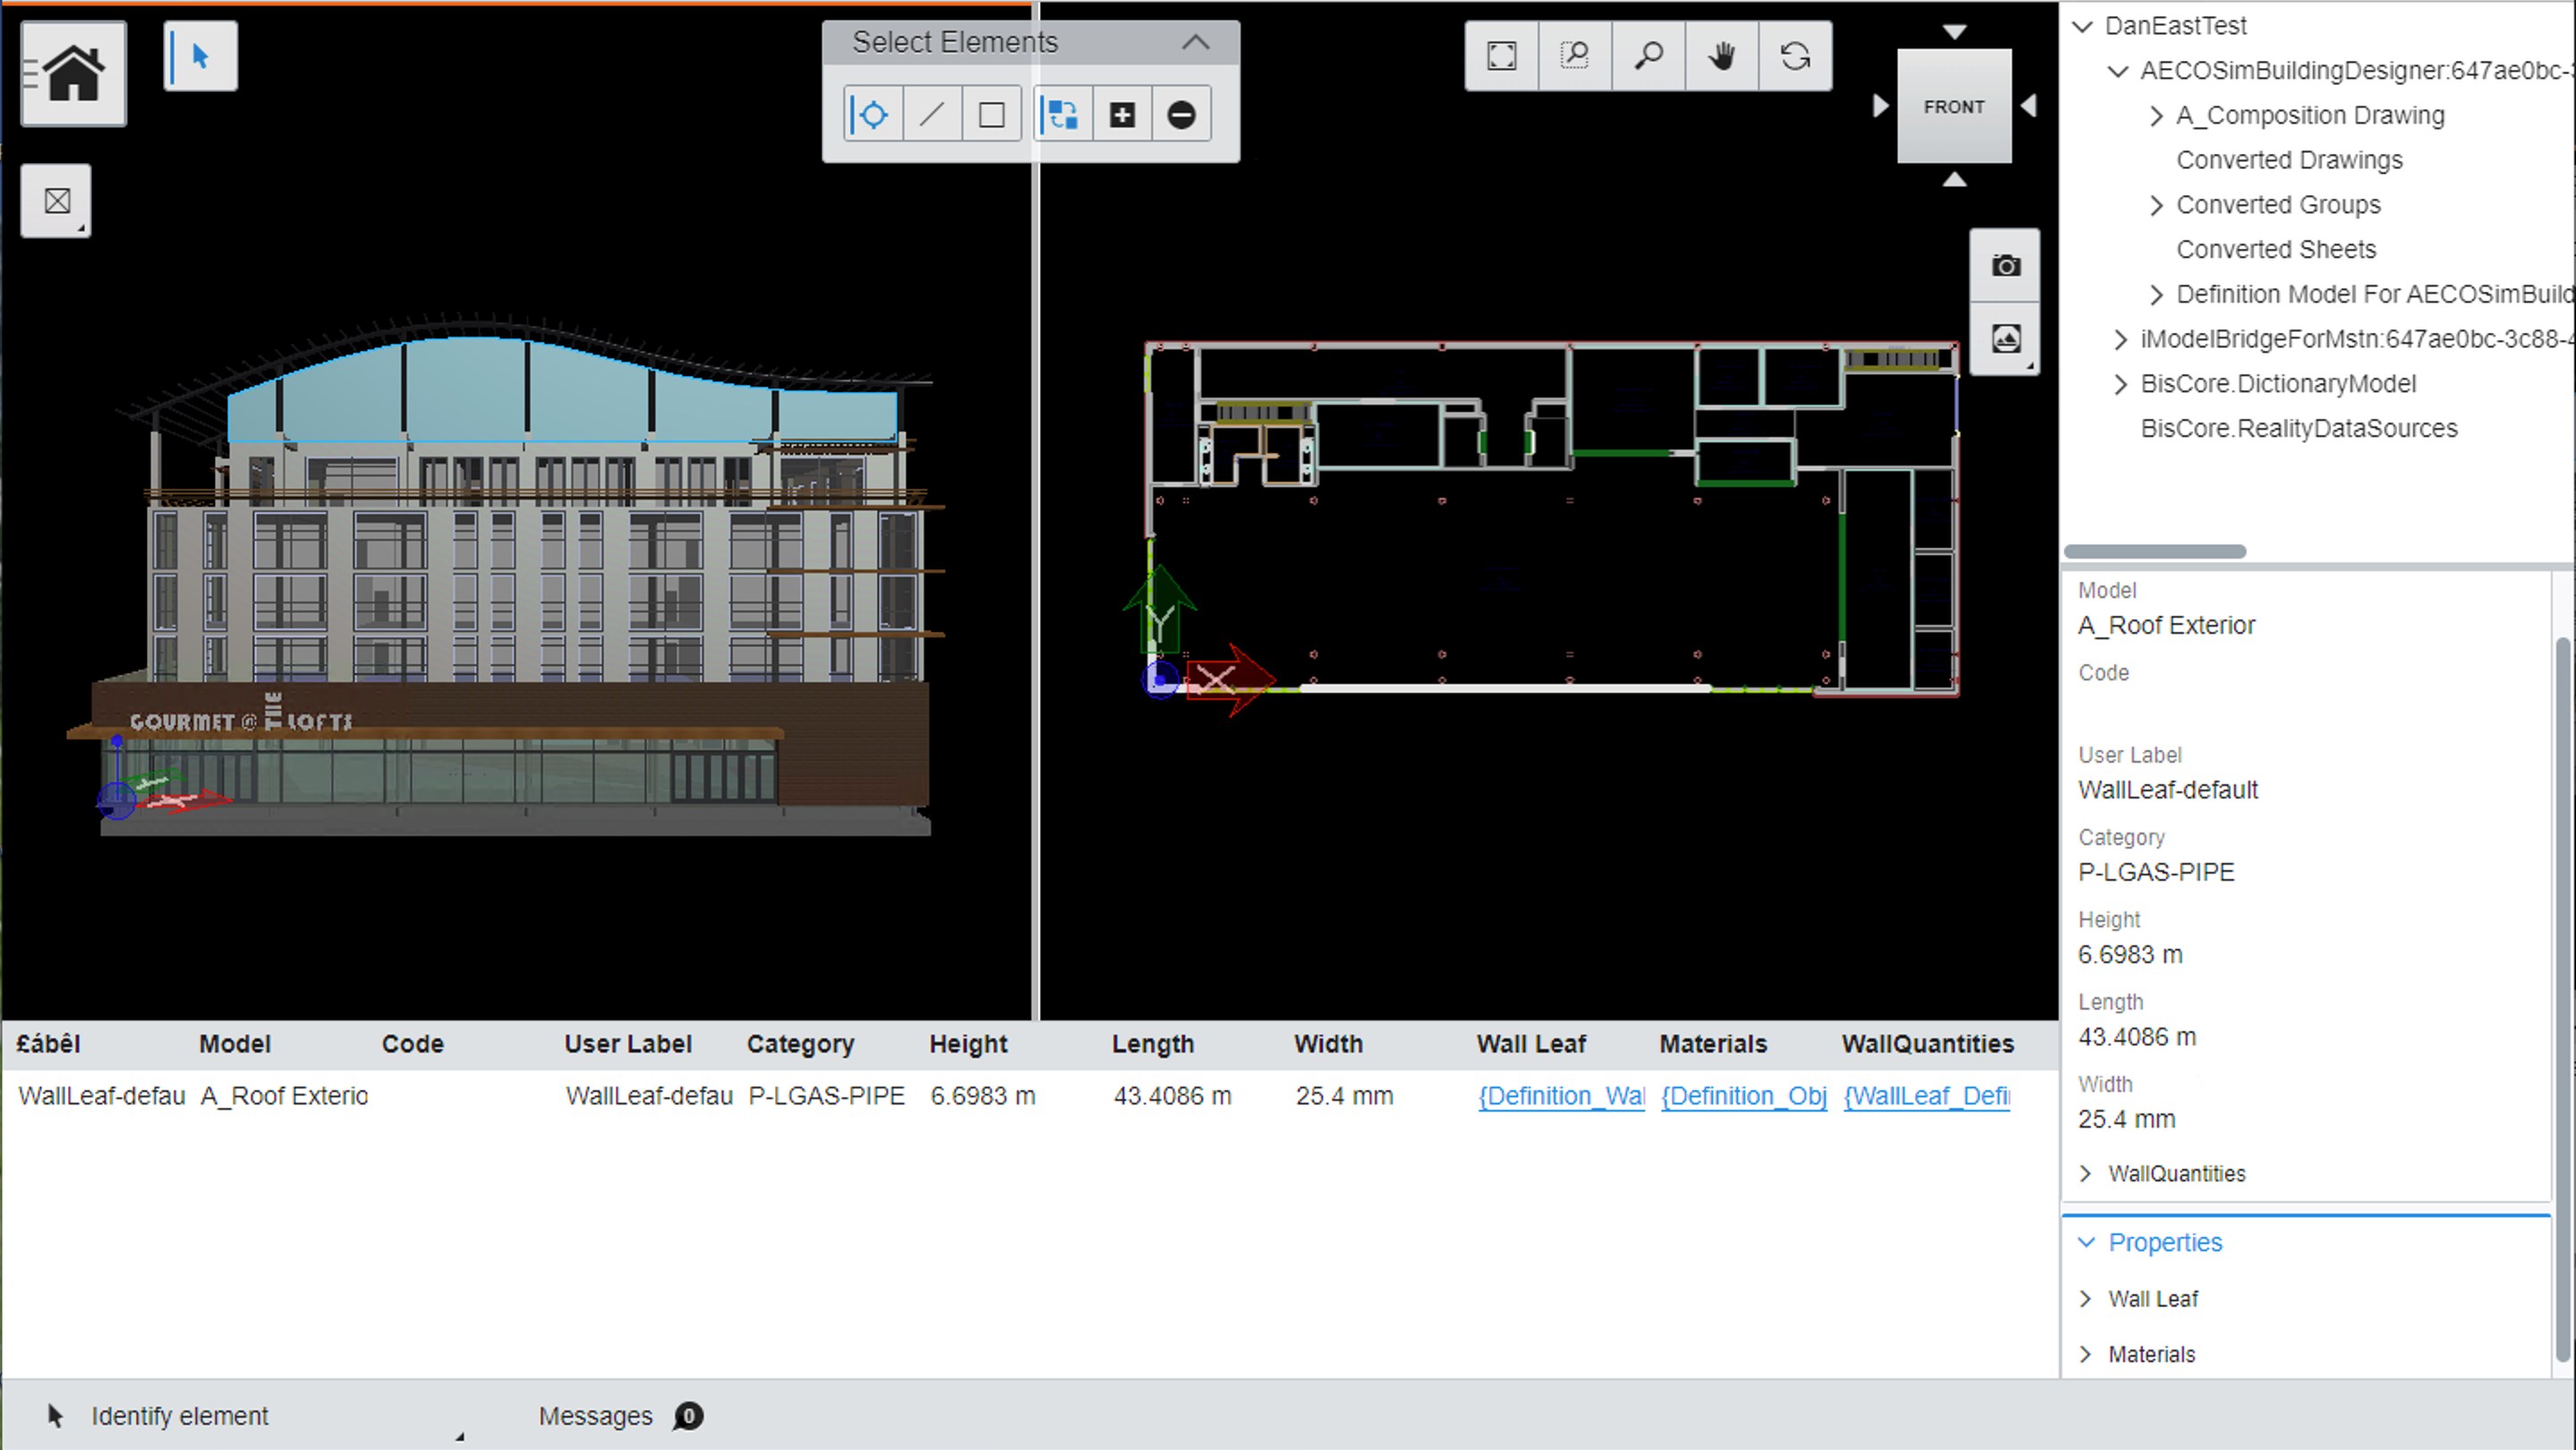 Select Elements
FRONT
GOURMET @ THE LOFTS
Y
X
X
DanEastTest
AECOSimBuildingDesigner:647ae0bc-
A_Composition Drawing
Converted Drawings
Converted Groups
Converted Sheets
Definition Model For AECOSimBuild
iModelBridgeForMstn:647ae0bc-3c88-4
BisCore.DictionaryModel
BisCore.RealityDataSources
Model
A_Roof Exterior
Code
User Label
WallLeaf-default
Category
P-LGAS-PIPE
Height
6.6983 m
Length
43.4086 m
Width
25.4 mm
WallQuantities
Properties
Wall Leaf
Materials
£ábêl Model Code User Label Category Height Length Width Wall Leaf Materials WallQuantities
WallLeaf-defau A_Roof Exterio WallLeaf-defau P-LGAS-PIPE 6.6983 m 43.4086 m 25.4 mm {Definition_Wal {Definition_Obj {WallLeaf_Defi
Identify element Messages 0